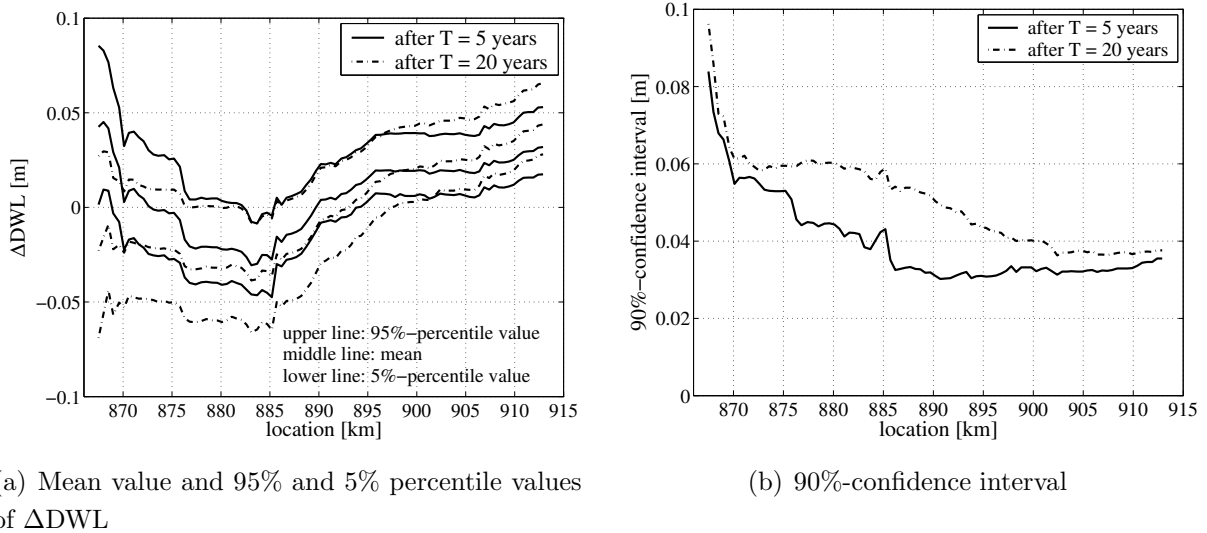 0.1
0.05
0
−0.05
−0.1
ΔDWL [m]
after T = 5 years
after T = 20 years
upper line: 95%−percentile value
middle line: mean
lower line: 5%−percentile value
870 875 880 885 890 895 900 905 910 915
location [km]
a) Mean value and 95% and 5% percentile values
of ΔDWL
0.1
0.08
0.06
0.04
0.02
0
90%−confidence interval [m]
after T = 5 years
after T = 20 years
870 875 880 885 890 895 900 905 910 915
location [km]
(b) 90%-confidence interval